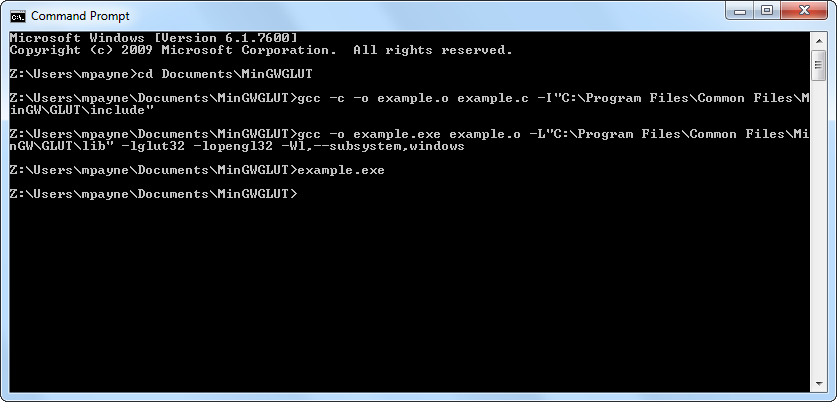 Command Prompt
Microsoft Windows [Version 6.1.7600]
Copyright (c) 2009 Microsoft Corporation.  All rights reserved.
Z:\Users\mpayne>cd Documents\MinGWGLUT
Z:\Users\mpayne\Documents\MinGWGLUT>gcc -c -o example.o example.c -I"C:\Program Files\Common Files\M
inGW\GLUT\include"
Z:\Users\mpayne\Documents\MinGWGLUT>gcc -o example.exe example.o -L"C:\Program Files\Common Files\Mi
nGW\GLUT\lib" -lglut32 -lopengl32 -Wl,--subsystem,windows
Z:\Users\mpayne\Documents\MinGWGLUT>example.exe
Z:\Users\mpayne\Documents\MinGWGLUT>